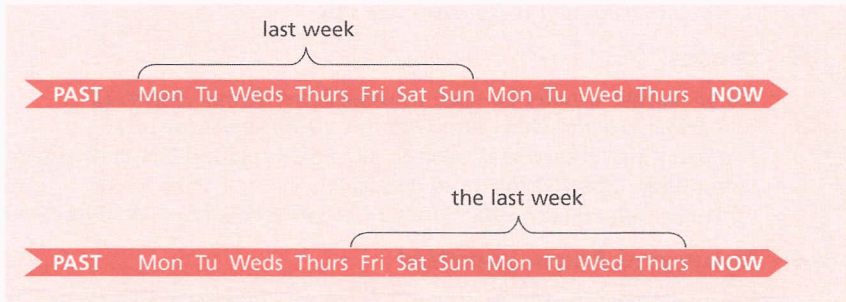 last week
PAST Mon Tu Weds Thurs Fri Sat Sun Mon Tu Wed Thurs NOW
the last week
PAST Mon Tu Weds Thurs Fri Sat Sun Mon Tu Wed Thurs NOW